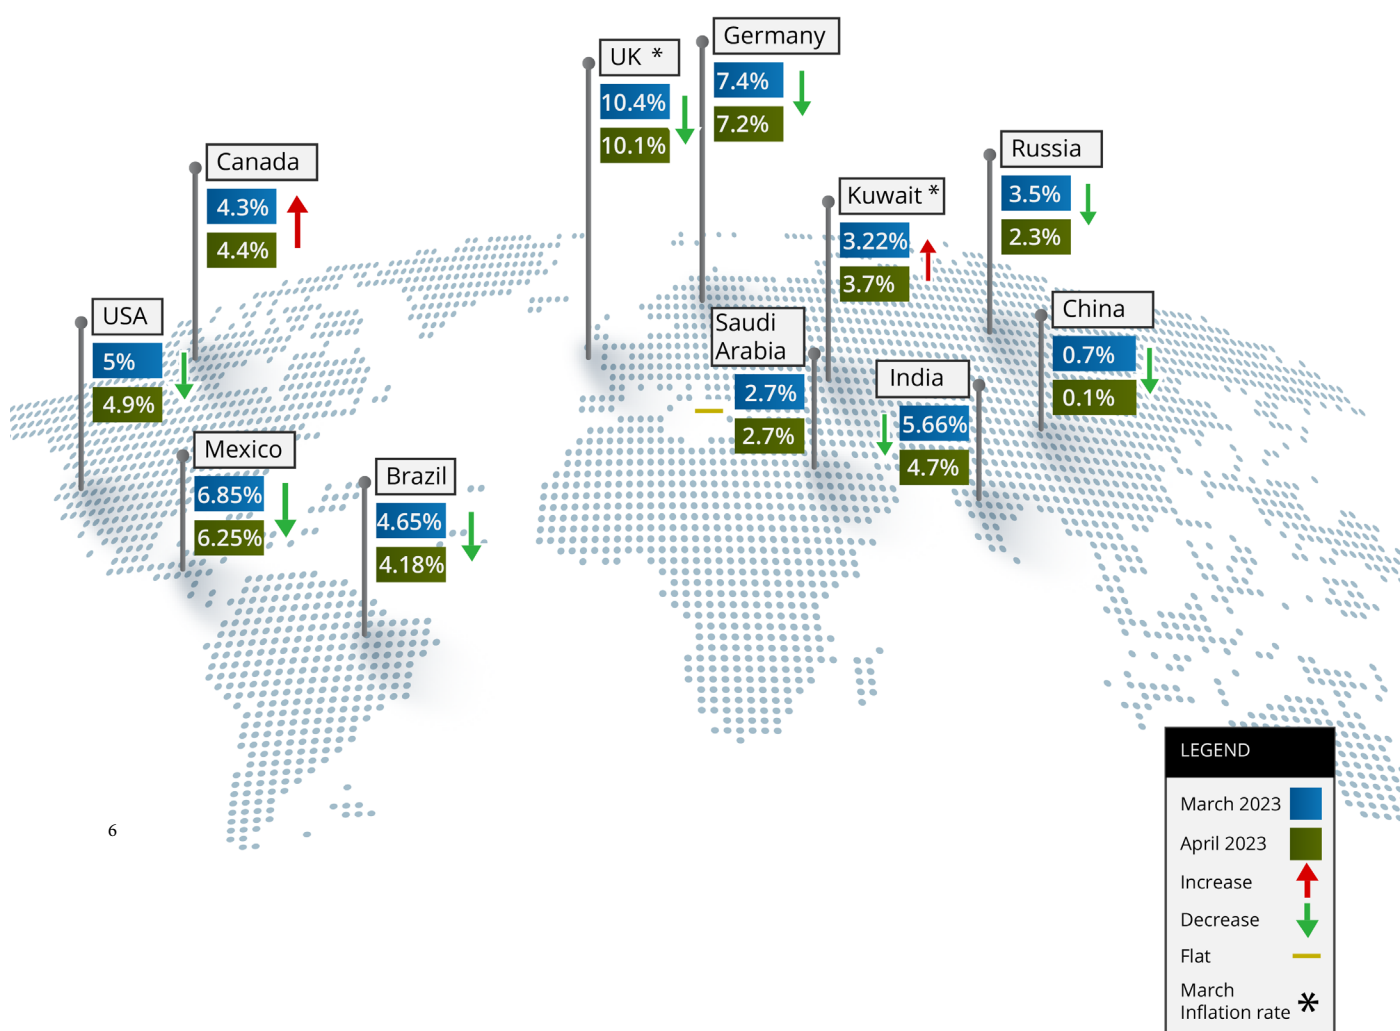 UK *
10.4%
10.1%
Germany
7.4%
7.2%
Canada
4.3%
4.4%
Russia
3.5%
2.3%
Kuwait *
3.22%
3.7%
USA
5%
4.9%
Saudi
Arabia
2.7%
2.7%
China
0.7%
0.1%
India
5.66%
4.7%
Mexico
6.85%
6.25%
Brazil
4.65%
4.18%
6
LEGEND
March 2023
April 2023
Increase
Decrease
Flat
March
Inflation rate *